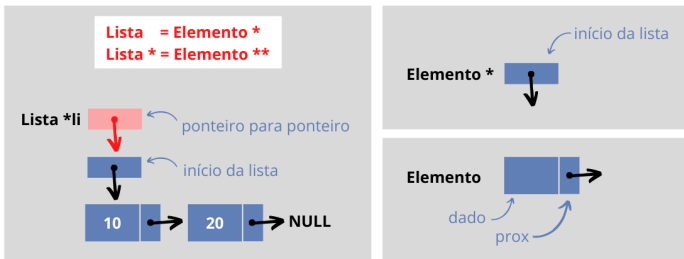 Lista = Elemento *
Lista * = Elemento **
Lista *li
ponteiro para ponteiro
início da lista
10
20
NULL
início da lista
Elemento *
Elemento
dado
prox